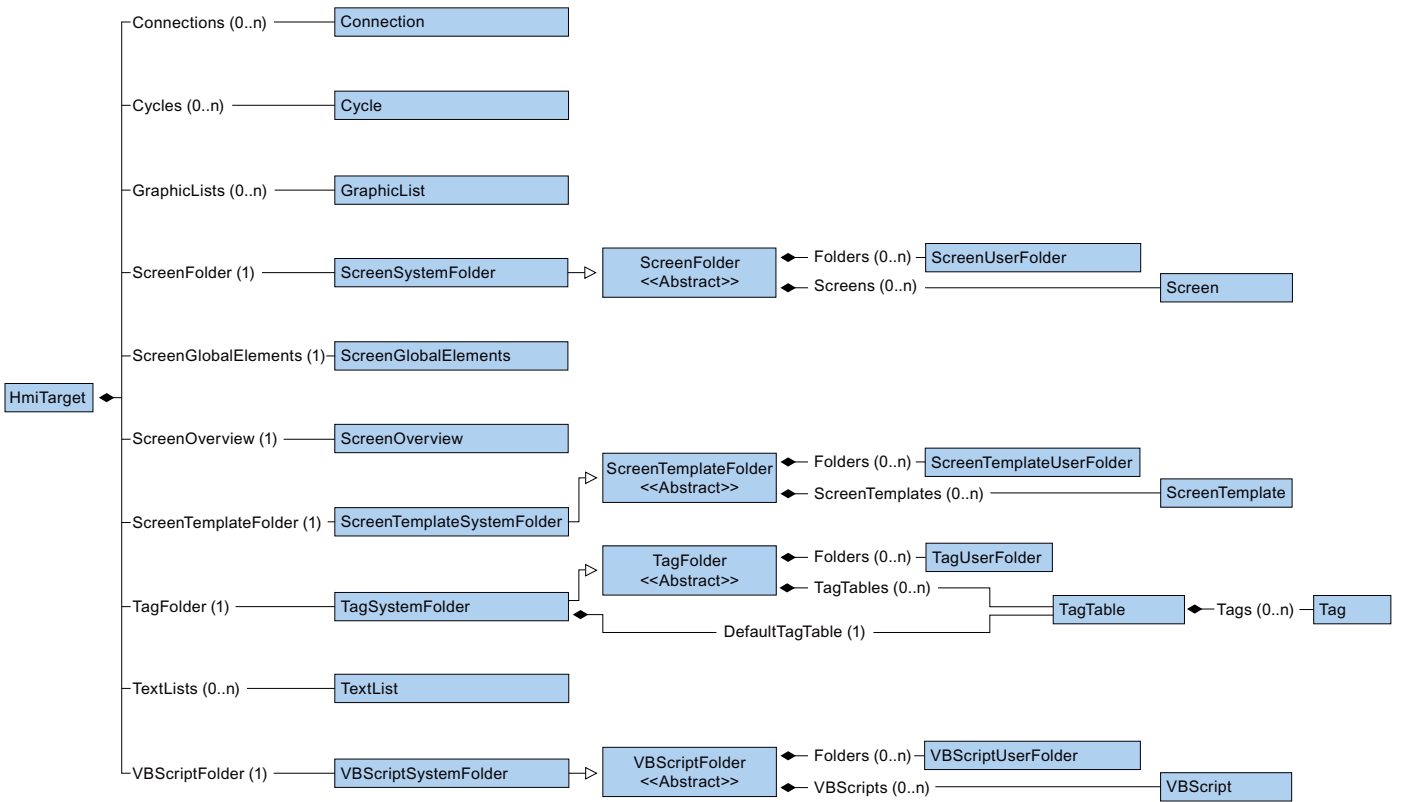 Connections (0..n) Connection
Cycles (0..n) Cycle
GraphicLists (0..n) GraphicList
ScreenFolder (1) ScreenSystemFolder ScreenFolder <<Abstract>>
Folders (0..n) ScreenUserFolder
Screens (0..n) Screen
ScreenGlobalElements (1) ScreenGlobalElements
HmiTarget
ScreenOverview (1) ScreenOverview
ScreenTemplateFolder (1) ScreenTemplateSystemFolder ScreenTemplateFolder <<Abstract>>
Folders (0..n) ScreenTemplateUserFolder
ScreenTemplates (0..n) ScreenTemplate
TagFolder (1) TagSystemFolder TagFolder <<Abstract>>
Folders (0..n) TagUserFolder
TagTables (0..n) TagTable Tags (0..n) Tag
DefaultTagTable (1)
TextLists (0..n) TextList
VBScriptFolder (1) VBScriptSystemFolder VBScriptFolder <<Abstract>>
Folders (0..n) VBScriptUserFolder
VBScripts (0..n) VBScript